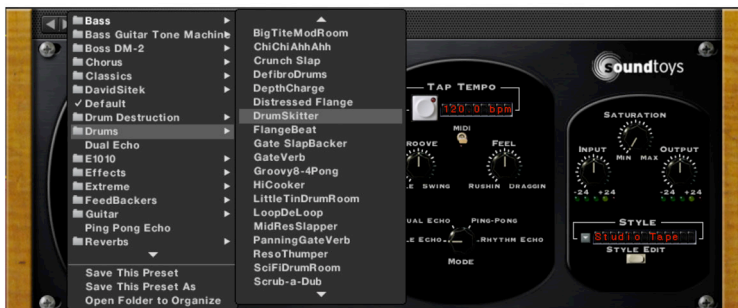 Bass
Bass Guitar Tone Machine
Boss DM-2
Chorus
Classics
DavidSitek
✓ Default
Drum Destruction
Drums
Dual Echo
E1010
Effects
Extreme
FeedBackers
Guitar
Ping Pong Echo
Reverbs
Save This Preset
Save This Preset As
Open Folder to Organize
BigTiteModRoom
ChiChiAhhAhh
Crunch Slap
DefibroDrums
DepthCharge
Distressed Flange
DrumSkitter
FlangeBeat
Gate SlapBacker
GateVerb
Groovy8-4Pong
HiCooker
LittleTinDrumRoom
LoopDeLoop
MidResSlapper
PanningGateVerb
ResoThumper
SciFiDrumRoom
Scrub-a-Dub
Tap Tempo
120.0 bpm
MIDI
Feel
Swing Rushin Draggin
Ping-Pong
Echo Rhythm Echo
Mode
soundtoys
Saturation
Input Min Max Output
-24 +24 -24 +24
Style
Studio Tape
Style Edit